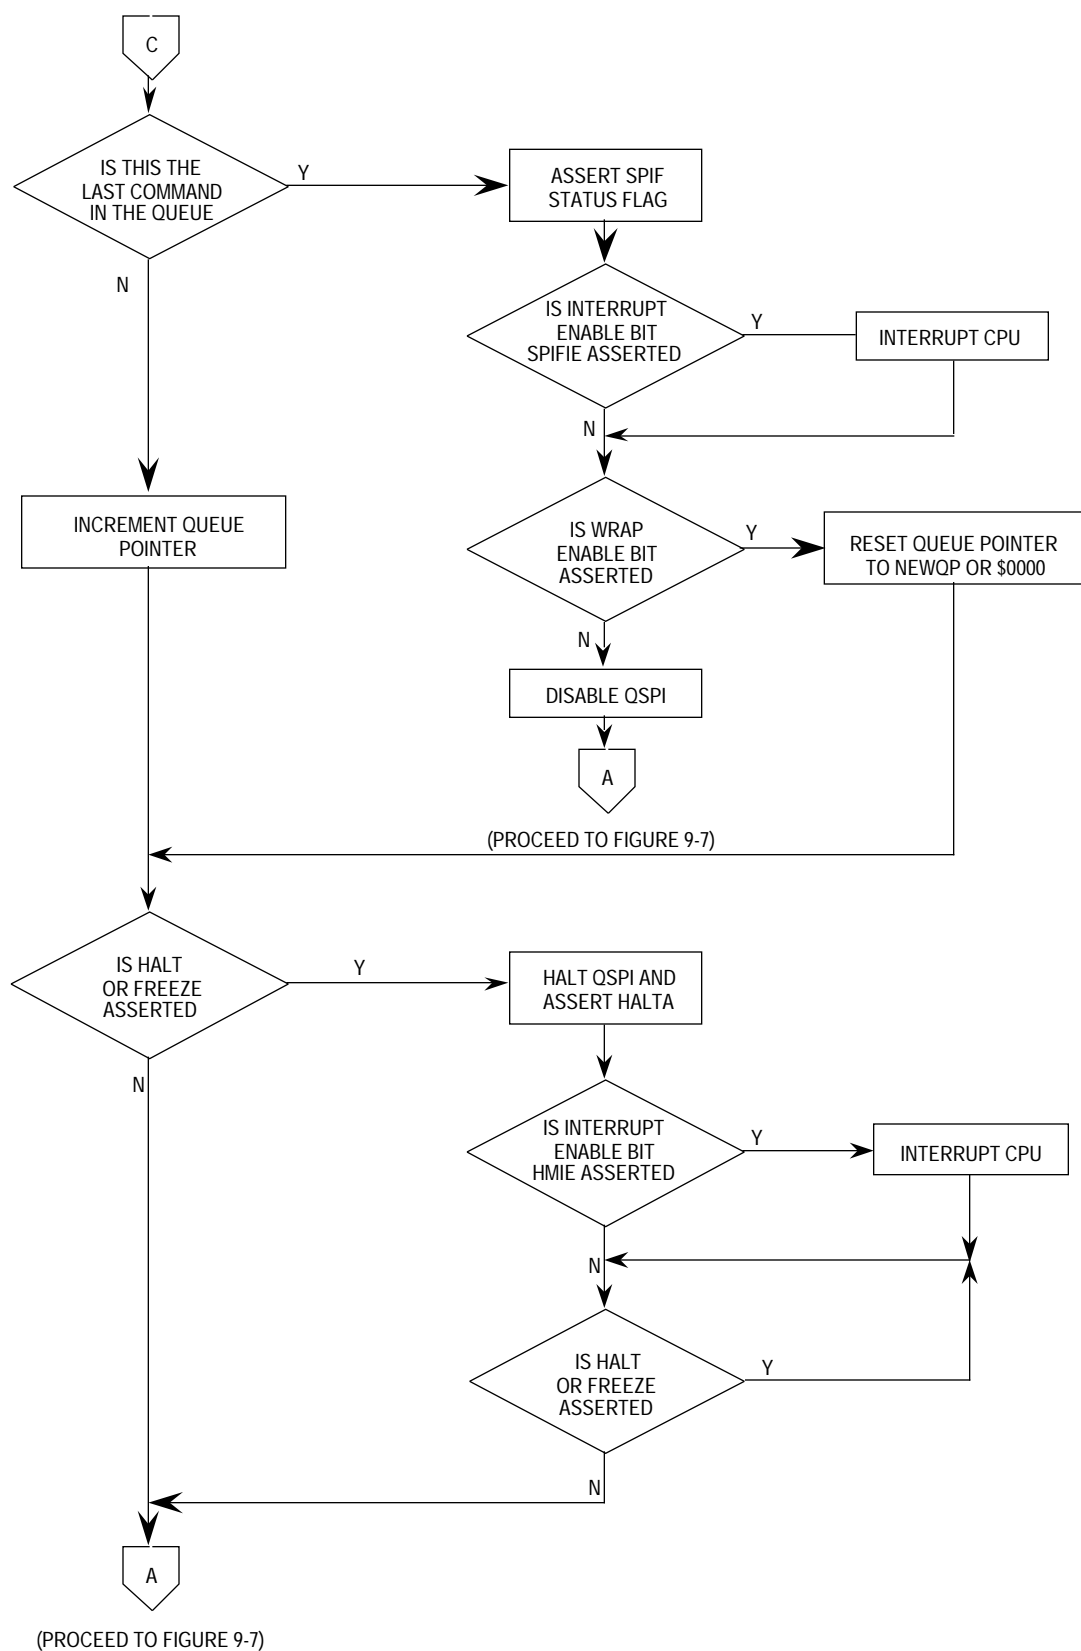 C
IS THIS THE
LAST COMMAND
IN THE QUEUE
Y
ASSERT SPIF
STATUS FLAG
N
IS INTERRUPT
ENABLE BIT
SPIFIE ASSERTED
Y
INTERRUPT CPU
N
INCREMENT QUEUE
POINTER
IS WRAP
ENABLE BIT
ASSERTED
Y
RESET QUEUE POINTER
TO NEWQP OR $0000
N
DISABLE QSPI
A
(PROCEED TO FIGURE 9-7)
IS HALT
OR FREEZE
ASSERTED
Y
HALT QSPI AND
ASSERT HALTA
N
IS INTERRUPT
ENABLE BIT
HMIE ASSERTED
Y
INTERRUPT CPU
N
IS HALT
OR FREEZE
ASSERTED
Y
N
A
(PROCEED TO FIGURE 9-7)